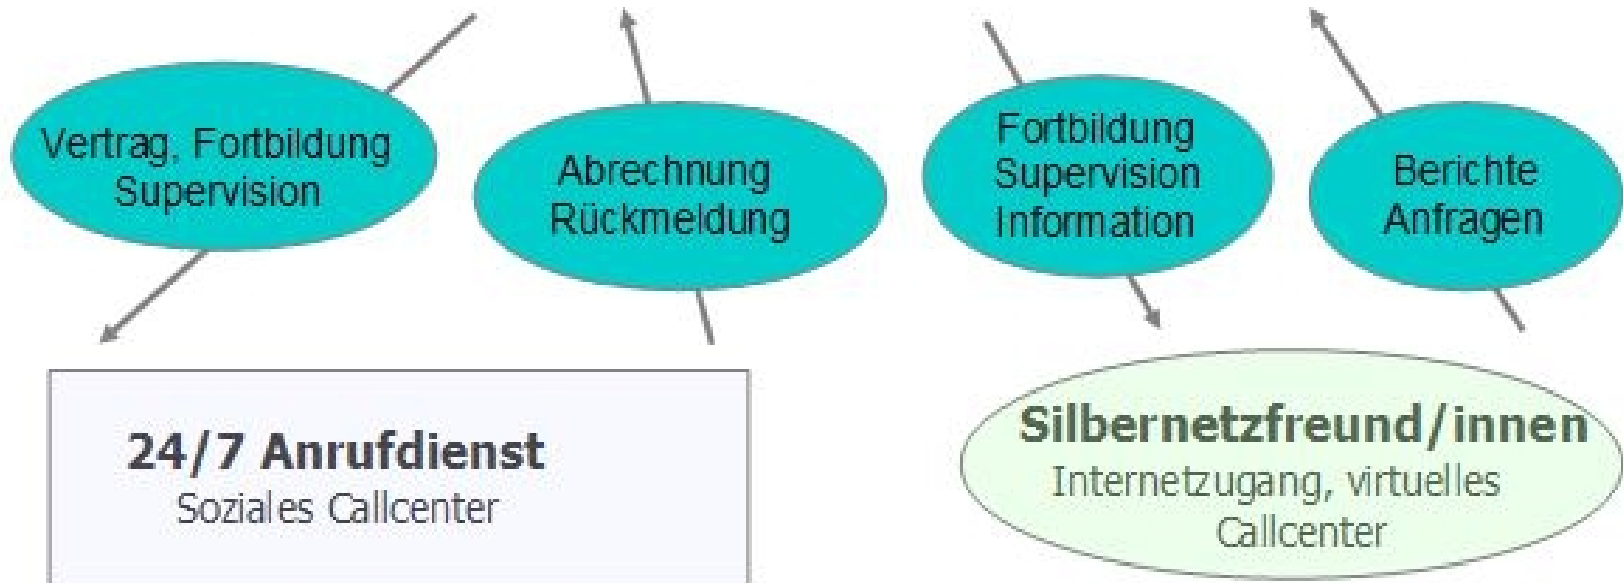 Vertrag, Fortbildung
Supervision
Abrechnung
Rückmeldung
Fortbildung
Supervision
Information
Berichte
Anfragen
24/7 Anrufdienst
Soziales Callcenter
Silbernetzfreund/innen
Internetzugang, virtuelles
Callcenter